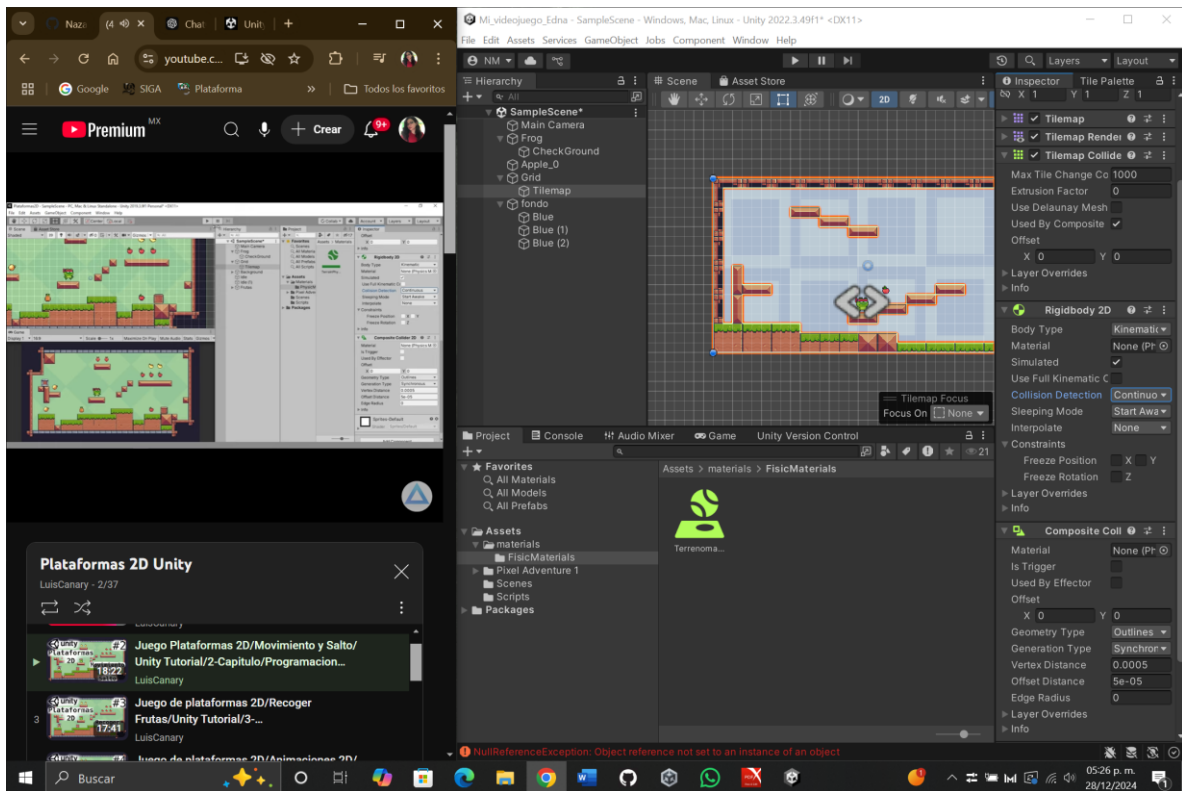 Naza
(4
Chat
Unity
youtube.c...
Google
SIGA
Plataforma
»
Todos los favoritos
Premium MX
Crear
9+
Plataformas 2D Unity
LuisCanary - 2/37
LuisCanary
#2
18:22
Juego Plataformas 2D/Movimiento y Salto/
Unity Tutorial/2-Capitulo/Programacion...
LuisCanary
3
#3
17:41
Juego de plataformas 2D/Recoger
Frutas/Unity Tutorial/3-...
LuisCanary
Juego de plataformas 2D/Animaciones 2D/
Mi_videojuego_Edna - SampleScene - Windows, Mac, Linux - Unity 2022.3.49f1* <DX11>
File Edit Assets Services GameObject Jobs Component Window Help
NM
Layers
Layout
Hierarchy
All
SampleScene*
Main Camera
Frog
CheckGround
Apple_0
Grid
Tilemap
fondo
Blue
Blue (1)
Blue (2)
Scene
Asset Store
2D
Tilemap Focus
Focus On None
Inspector
Tile Palette
X 1 Y 1 Z 1
Tilemap
Tilemap Render
Tilemap Collide
Max Tile Change Co 1000
Extrusion Factor 0
Use Delaunay Mesh
Used By Composite
Offset
X 0 Y 0
Layer Overrides
Info
Rigidbody 2D
Body Type Kinematic
Material None (Ph
Simulated
Use Full Kinematic C
Collision Detection Continuo
Sleeping Mode Start Awa
Interpolate None
Constraints
Freeze Position X Y
Freeze Rotation Z
Layer Overrides
Info
Composite Coll
Material None (Ph
Is Trigger
Used By Effector
Offset
X 0 Y 0
Geometry Type Outlines
Generation Type Synchror
Vertex Distance 0.0005
Offset Distance 5e-05
Edge Radius 0
Layer Overrides
Info
Project
Console
Audio Mixer
Game
Unity Version Control
21
Favorites
All Materials
All Models
All Prefabs
Assets
materials
FisicMaterials
Pixel Adventure 1
Scenes
Scripts
Packages
Assets > materials > FisicMaterials
Terrenoma...
NullReferenceException: Object reference not set to an instance of an object
Buscar
05:26 p. m.
28/12/2024
1